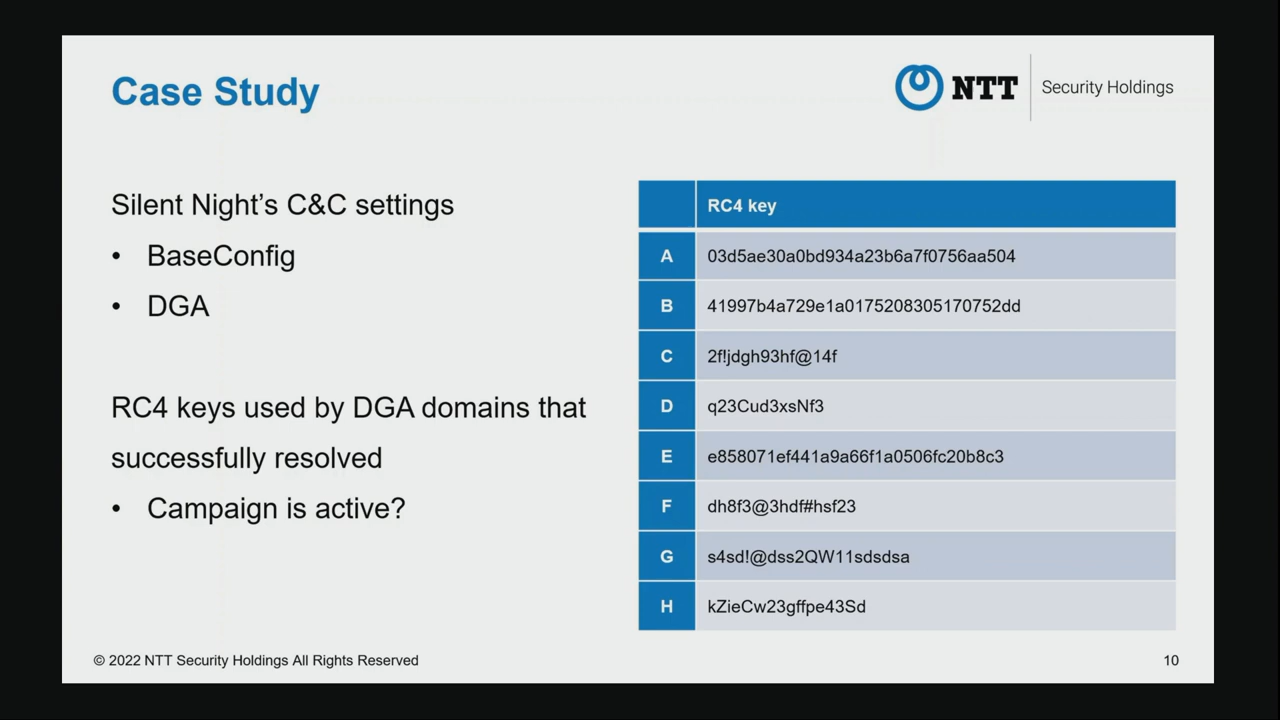 Case Study
NTT
Security Holdings
Silent Night’s C&C settings
• BaseConfig
• DGA
RC4 keys used by DGA domains that
successfully resolved
• Campaign is active?
RC4 key
A 03d5ae30a0bd934a23b6a7f0756aa504
B 41997b4a729e1a0175208305170752dd
C 2f!jdgh93hf@14f
D q23Cud3xsNf3
E e858071ef441a9a66f1a0506fc20b8c3
F dh8f3@3hdf#hsf23
G s4sd!@dss2QW11sdsdsa
H kZieCw23gffpe43Sd
© 2022 NTT Security Holdings All Rights Reserved
10